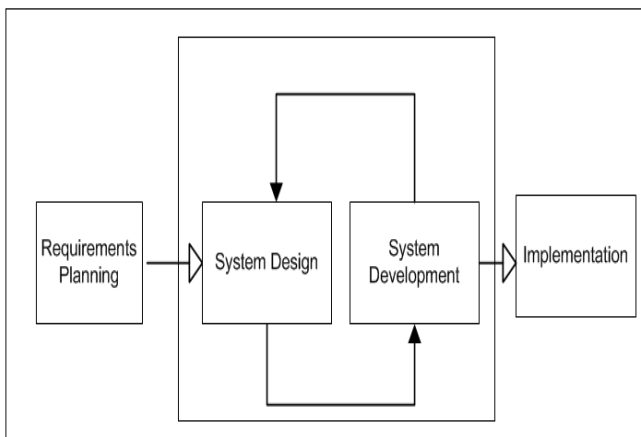 Requirements
Planning
System Design
System
Development
Implementation